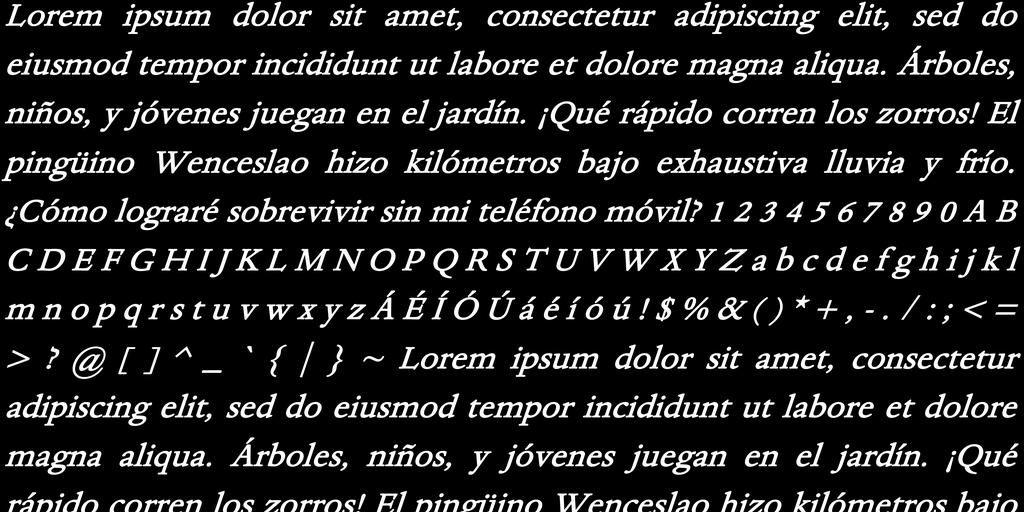 Lorem ipsum dolor sit amet, consectetur adipiscing elit, sed do
eiusmod tempor incididunt ut labore et dolore magna aliqua. Árboles,
niños, y jóvenes juegan en el jardín. ¡Qué rápido corren los zorros! El
pingüino Wenceslao hizo kilómetros bajo exhaustiva lluvia y frío.
¿Cómo lograré sobrevivir sin mi teléfono móvil? 1 2 3 4 5 6 7 8 9 0 A B
C D E F G H I J K L M N O P Q R S T U V W X Y Z a b c d e f g h i j k l
m n o p q r s t u v w x y z Á É Í Ó Ú á é í ó ú ! $ % & ( ) * + , - . / : ; < =
> ? @ [ ] ^ _ ` { | } ~ Lorem ipsum dolor sit amet, consectetur
adipiscing elit, sed do eiusmod tempor incididunt ut labore et dolore
magna aliqua. Árboles, niños, y jóvenes juegan en el jardín. ¡Qué
rápido corren los zorros! El pingüino Wenceslao hizo kilómetros bajo